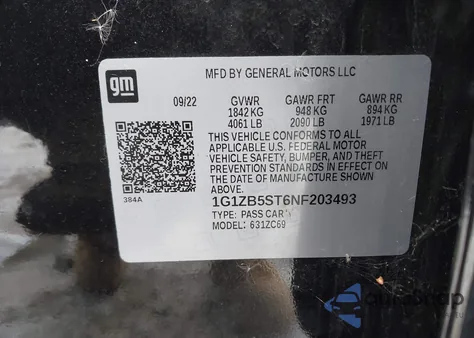 gm
MFD BY GENERAL MOTORS LLC
09/22 GVWR GAWR FRT GAWR RR
1842 KG 948 KG 894 KG
4061 LB 2090 LB 1971 LB
THIS VEHICLE CONFORMS TO ALL
APPLICABLE U.S. FEDERAL MOTOR
VEHICLE SAFETY, BUMPER, AND THEFT
PREVENTION STANDARDS IN EFFECT ON
THE DATE OF MANUFACTURE SHOWN
ABOVE.
384A
1G1ZB5ST6NF203493
TYPE: PASS CAR
MODEL: 631ZC69